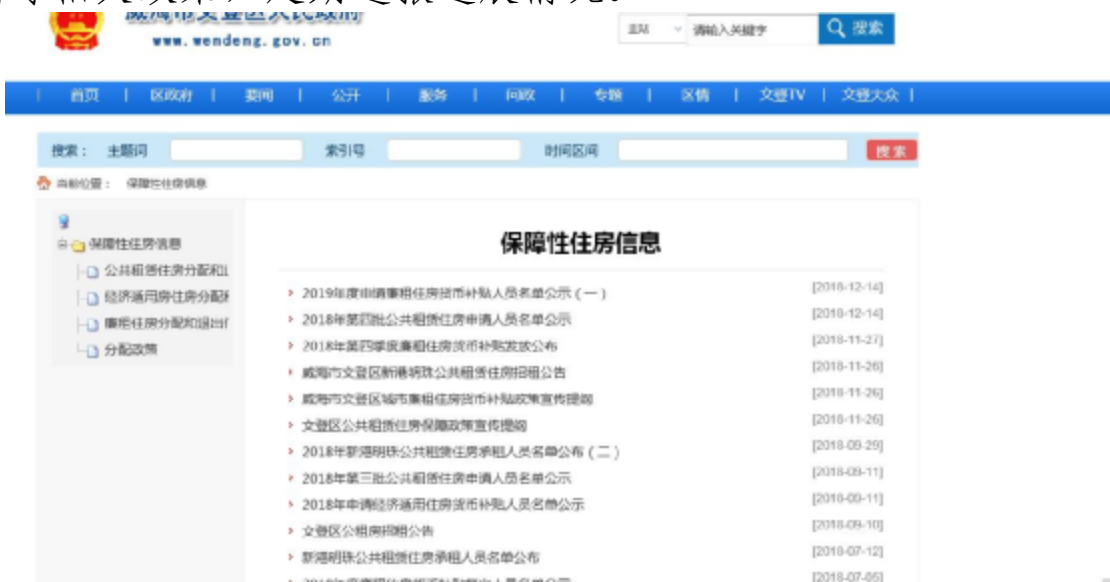 威海市文登区人民政府
www.wendeng.gov.cn
主站
请输入关键字
搜索
首页 | 区政府 | 要闻 | 公开 | 服务 | 问政 | 专题 | 区情 | 文登TV | 文登大众 |
搜索： 主题词 索引号 时间区间 搜索
当前位置： 保障性住房信息
保障性住房信息
公共租赁住房分配和
经济适用房住房分配
廉租住房分配和退出
分配政策
保障性住房信息
2019年度申请廉租住房货币补贴人员名单公示（一） [2018-12-14]
2018年第四批公共租赁住房申请人员名单公示 [2018-12-14]
2018年第四季度廉租住房货币补贴发放公布 [2018-11-27]
威海市文登区新港明珠公共租赁住房招租公告 [2018-11-26]
威海市文登区城市廉租住房货币补贴政策宣传提纲 [2018-11-26]
文登区公共租赁住房保障政策宣传提纲 [2018-11-26]
2018年新港明珠公共租赁住房承租人员名单公布（二） [2018-09-29]
2018年第三批公共租赁住房申请人员名单公示 [2018-09-11]
2018年申请经济适用住房货币补贴人员名单公示 [2018-09-11]
文登区公租房招租公告 [2018-09-10]
新港明珠公共租赁住房承租人员名单公布 [2018-07-12]
[2018-07-05]